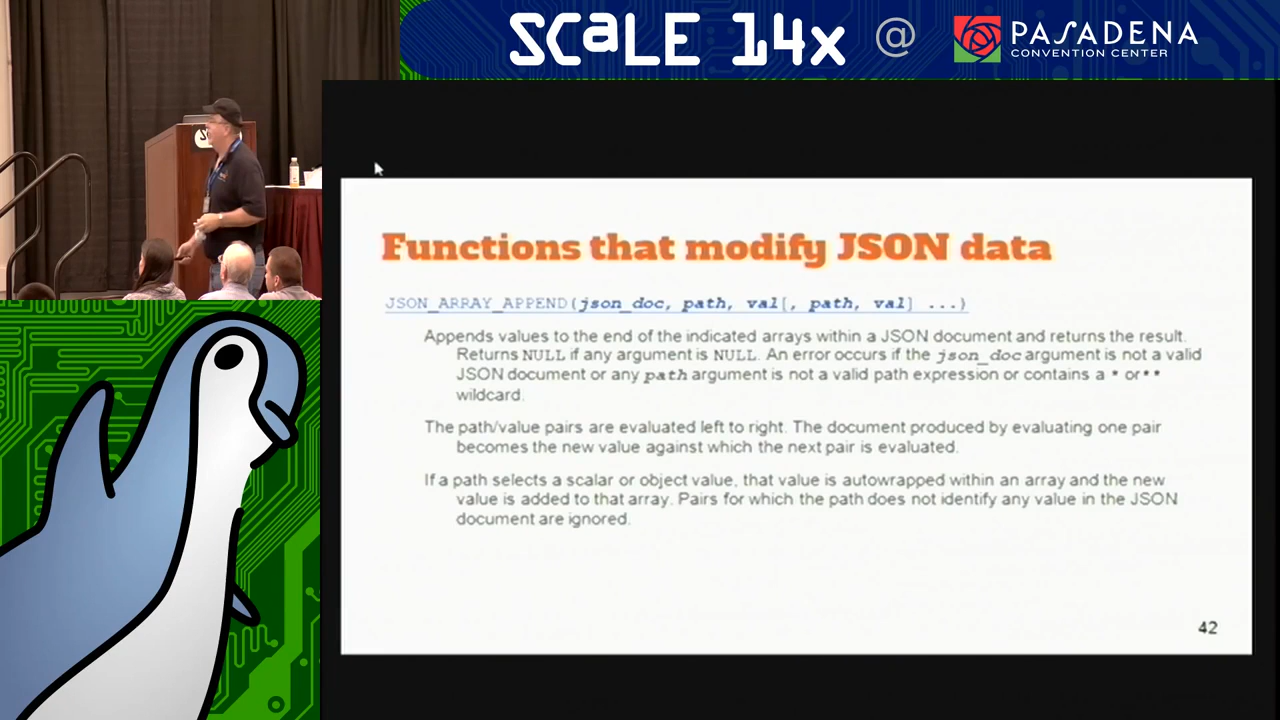 SCaLE 14x @ PASADENA
CONVENTION CENTER
Functions that modify JSON data
JSON_ARRAY_APPEND(json_doc, path, val[, path, val] ...)
Appends values to the end of the indicated arrays within a JSON document and returns the result.
Returns NULL if any argument is NULL. An error occurs if the json_doc argument is not a valid
JSON document or any path argument is not a valid path expression or contains a * or **
wildcard.
The path/value pairs are evaluated left to right. The document produced by evaluating one pair
becomes the new value against which the next pair is evaluated.
If a path selects a scalar or object value, that value is autowrapped within an array and the new
value is added to that array. Pairs for which the path does not identify any value in the JSON
document are ignored.
42